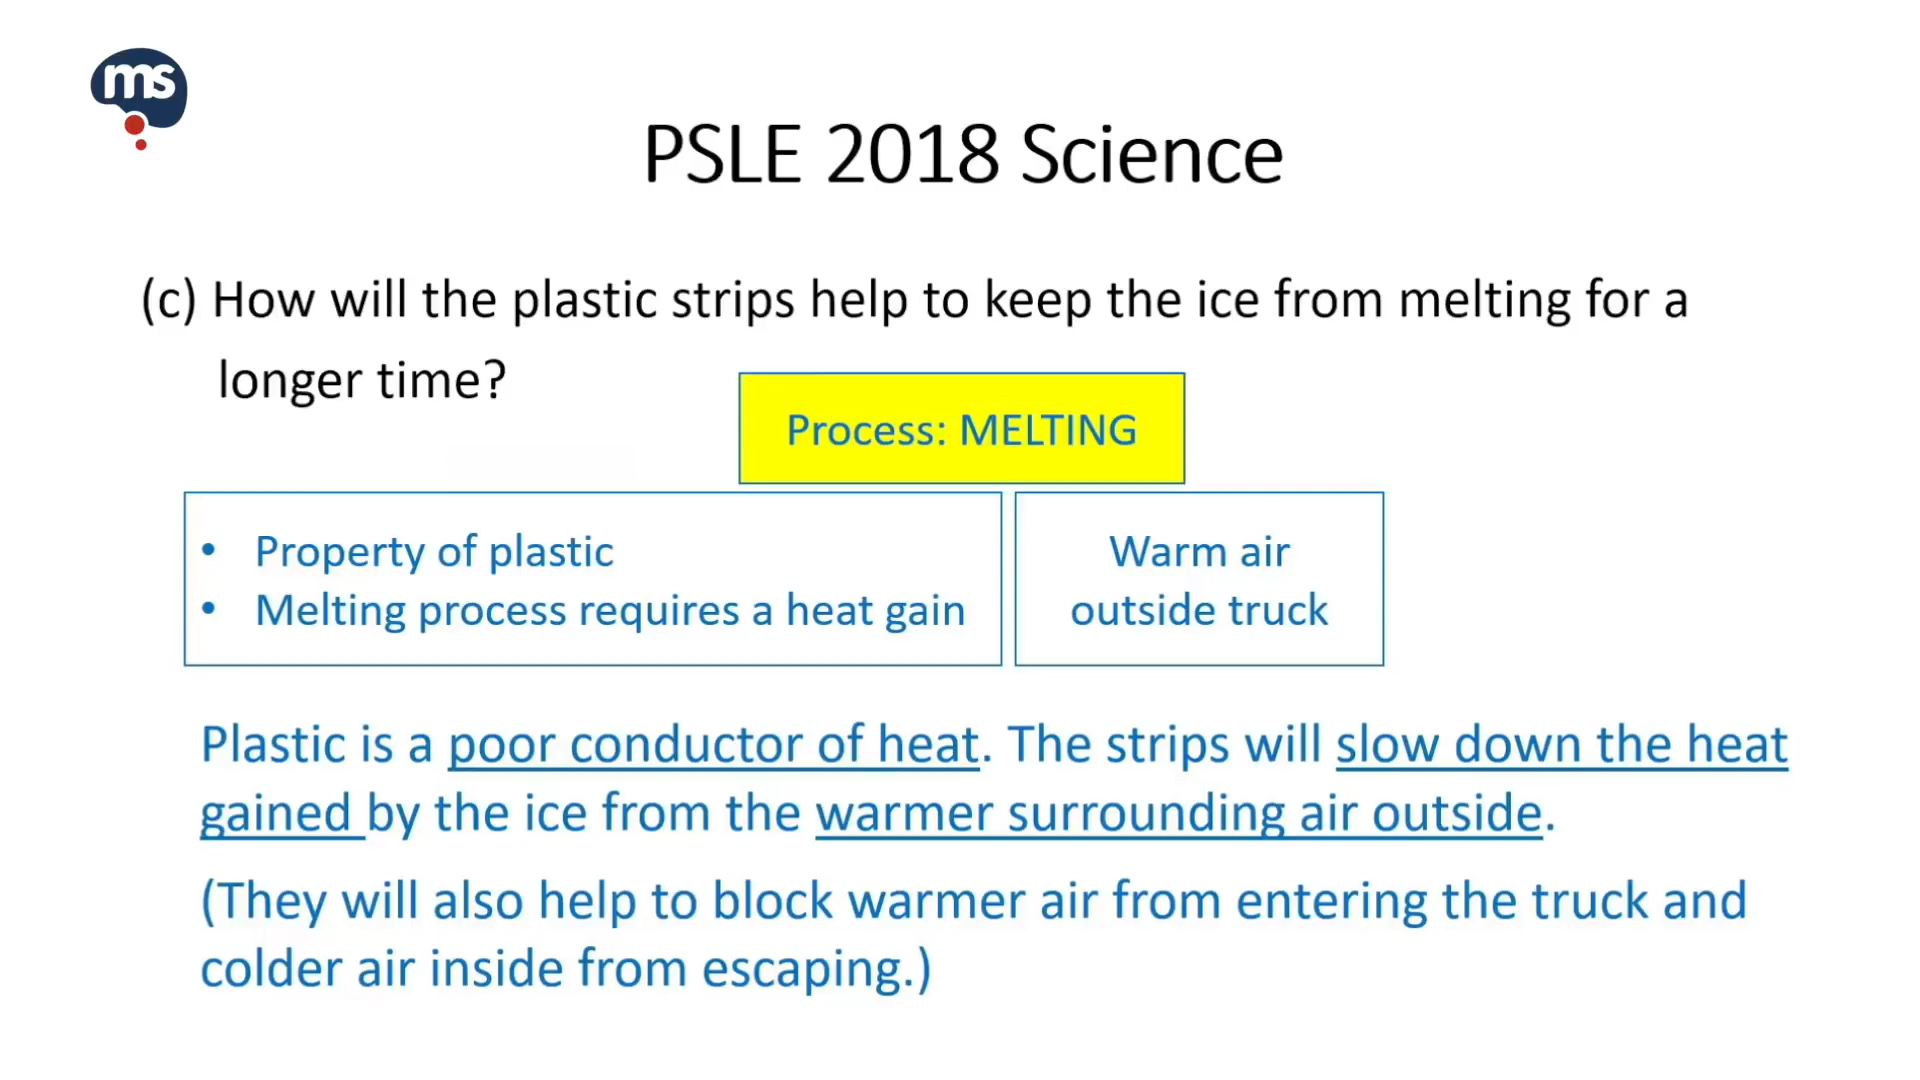 ms
PSLE 2018 Science
(c) How will the plastic strips help to keep the ice from melting for a
longer time?
Process: MELTING
• Property of plastic
• Melting process requires a heat gain
Warm air
outside truck
Plastic is a poor conductor of heat. The strips will slow down the heat
gained by the ice from the warmer surrounding air outside.
(They will also help to block warmer air from entering the truck and
colder air inside from escaping.)